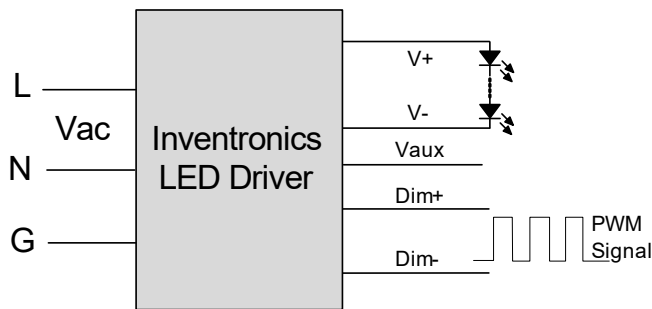 L
Vac
N
G
Inventronics
LED Driver
V+
V-
Vaux
Dim+
Dim-
PWM
Signal